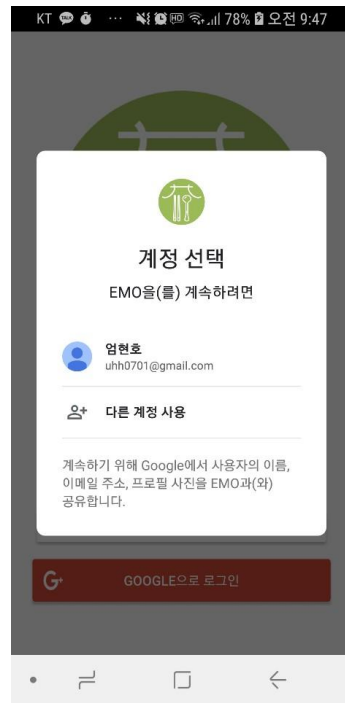 KT TALK ··· HD 78% 오전 9:47
계정 선택
EMO을(를) 계속하려면
엄현호
uhh0701@gmail.com
다른 계정 사용
계속하기 위해 Google에서 사용자의 이름,
이메일 주소, 프로필 사진을 EMO과(와)
공유합니다.
G+ GOOGLE으로 로그인